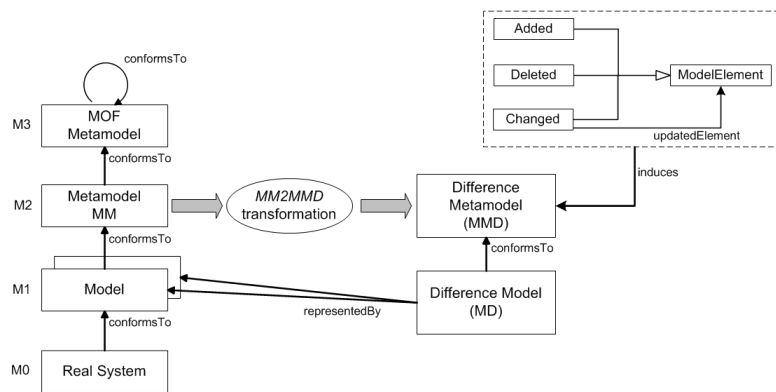 Added
Deleted
Changed
ModelElement
updatedElement
conformsTo
M3
MOF
Metamodel
conformsTo
induces
M2
Metamodel
MM
MM2MMD
transformation
Difference
Metamodel
(MMD)
conformsTo
conformsTo
M1
Model
representedBy
Difference Model
(MD)
conformsTo
M0
Real System